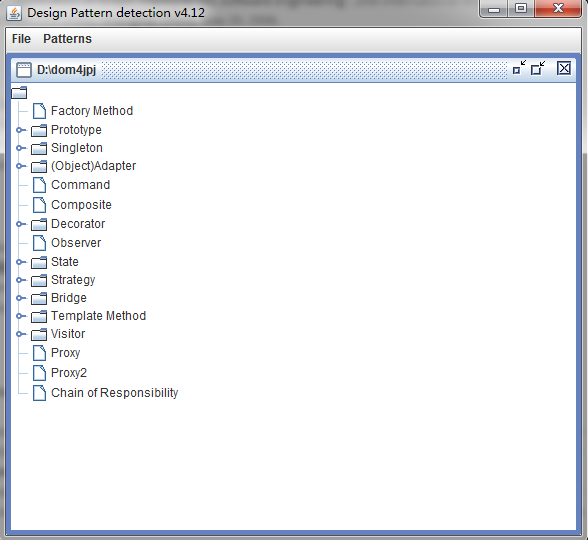 Design Pattern detection v4.12
File Patterns
D:\dom4jpj
Factory Method
Prototype
Singleton
(Object)Adapter
Command
Composite
Decorator
Observer
State
Strategy
Bridge
Template Method
Visitor
Proxy
Proxy2
Chain of Responsibility